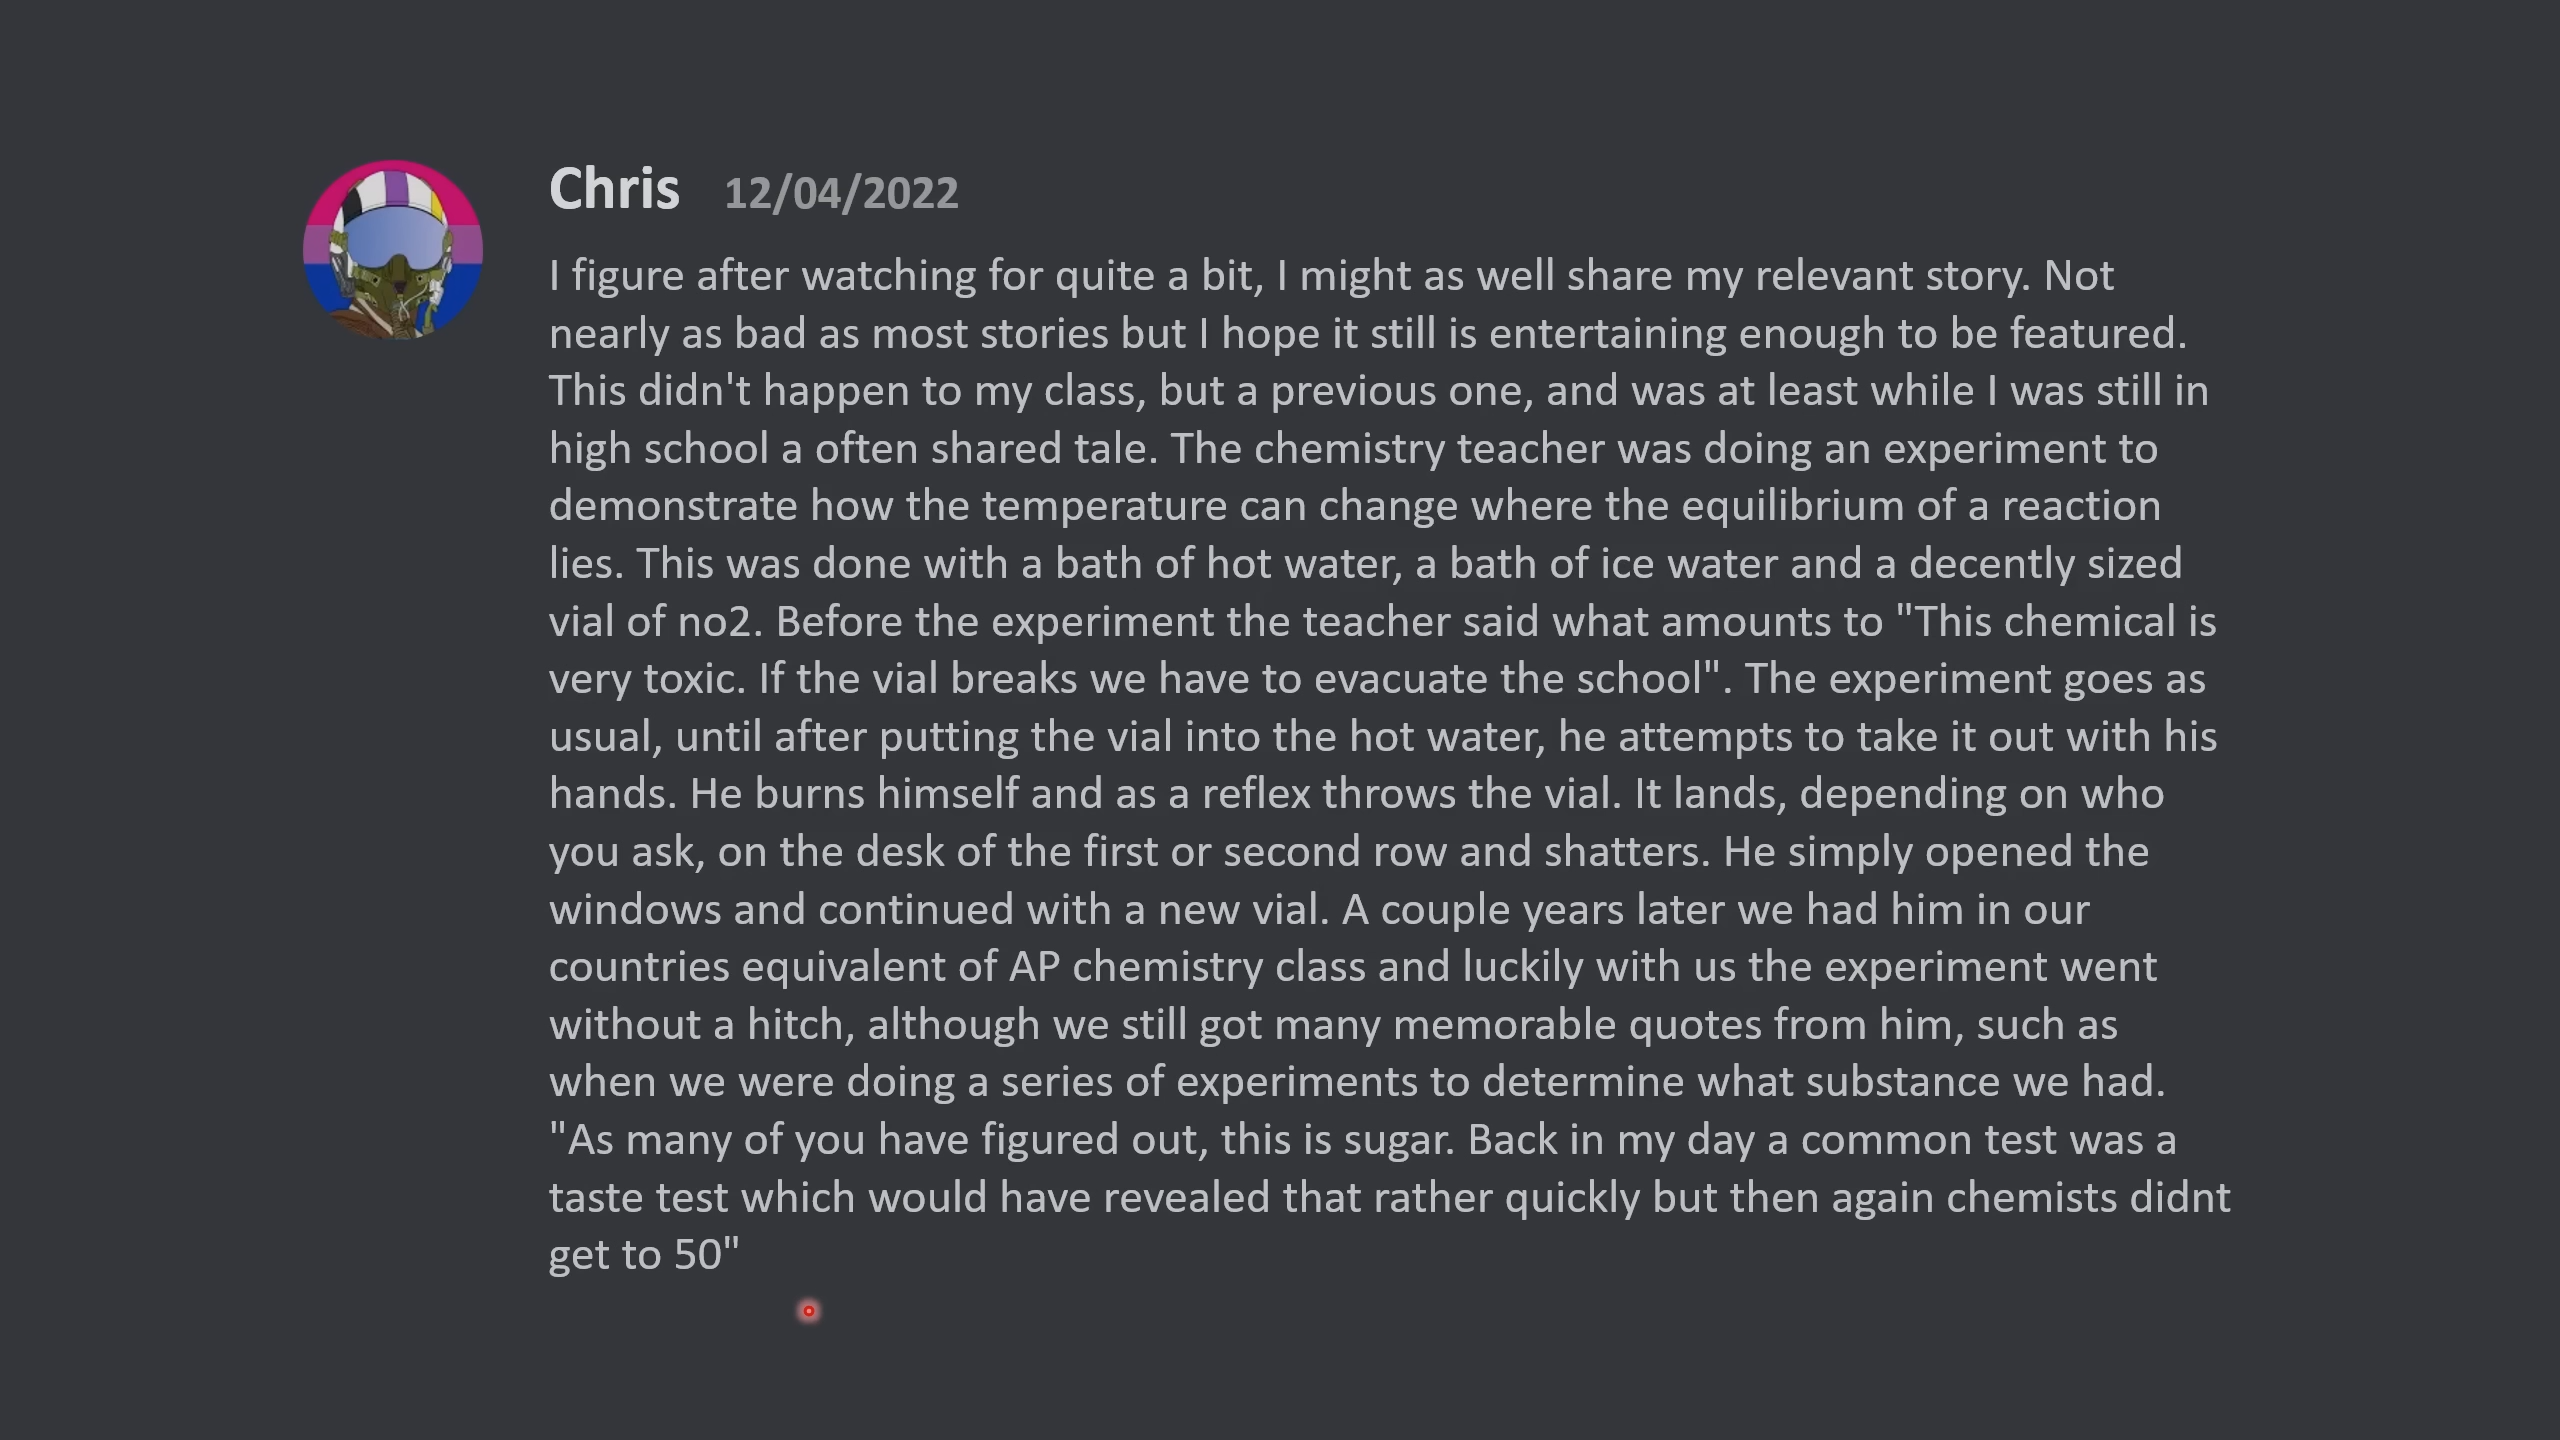 Chris 12/04/2022
I figure after watching for quite a bit, I might as well share my relevant story. Not
nearly as bad as most stories but I hope it still is entertaining enough to be featured.
This didn't happen to my class, but a previous one, and was at least while I was still in
high school a often shared tale. The chemistry teacher was doing an experiment to
demonstrate how the temperature can change where the equilibrium of a reaction
lies. This was done with a bath of hot water, a bath of ice water and a decently sized
vial of no2. Before the experiment the teacher said what amounts to "This chemical is
very toxic. If the vial breaks we have to evacuate the school". The experiment goes as
usual, until after putting the vial into the hot water, he attempts to take it out with his
hands. He burns himself and as a reflex throws the vial. It lands, depending on who
you ask, on the desk of the first or second row and shatters. He simply opened the
windows and continued with a new vial. A couple years later we had him in our
countries equivalent of AP chemistry class and luckily with us the experiment went
without a hitch, although we still got many memorable quotes from him, such as
when we were doing a series of experiments to determine what substance we had.
"As many of you have figured out, this is sugar. Back in my day a common test was a
taste test which would have revealed that rather quickly but then again chemists didnt
get to 50"